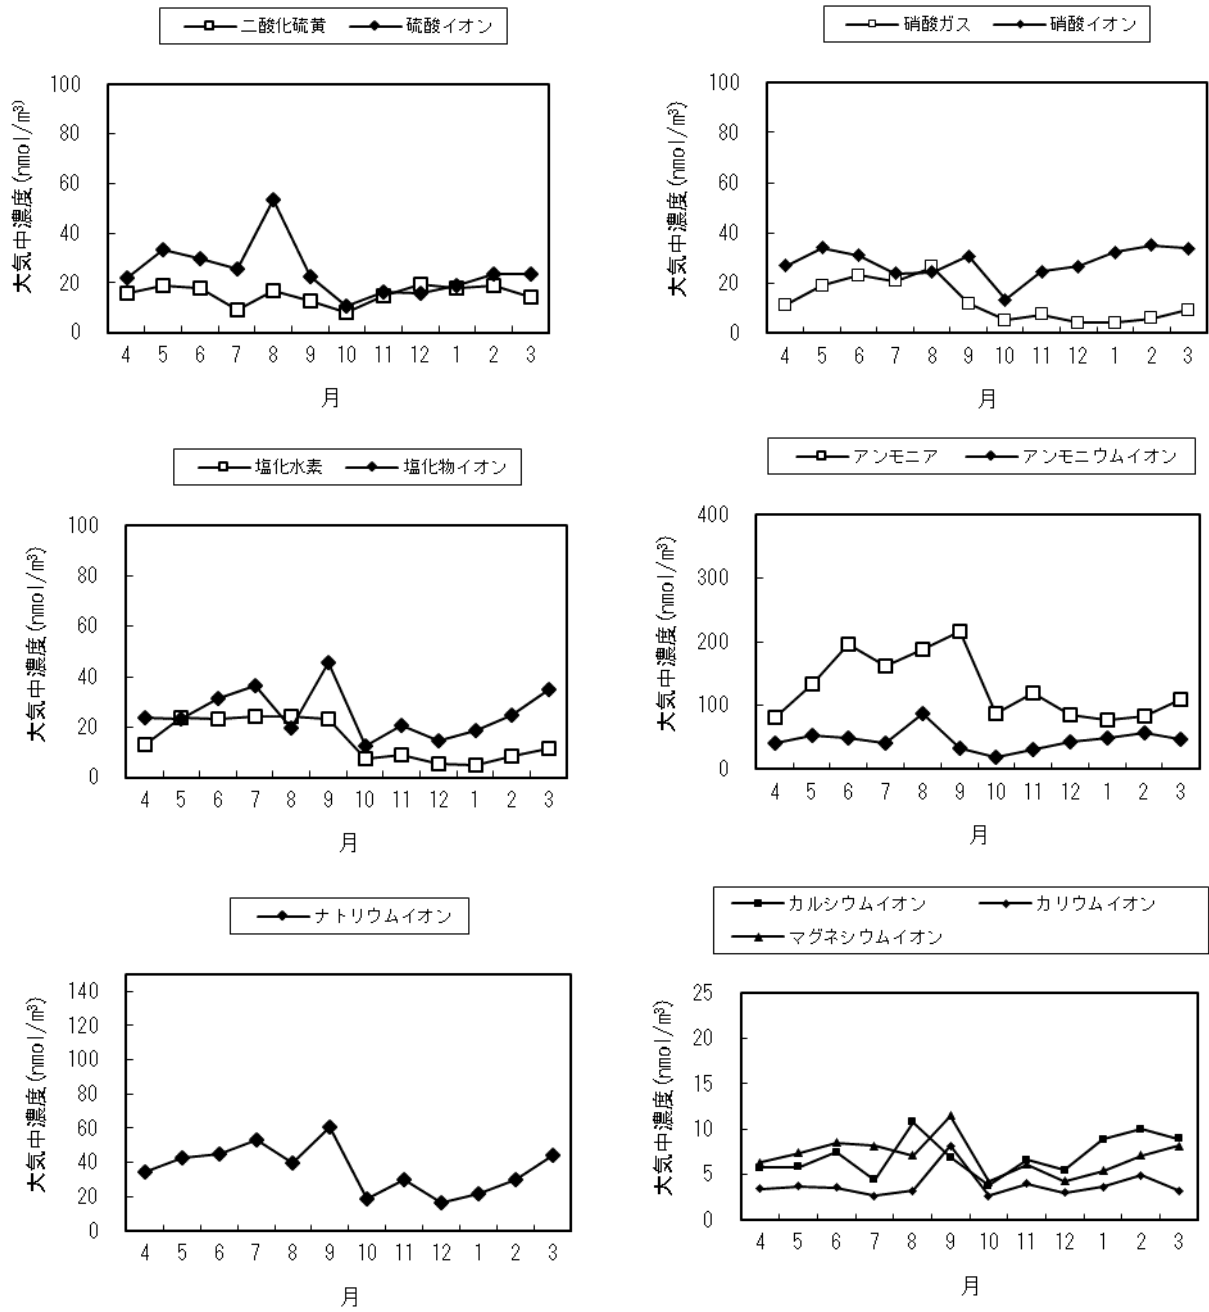 二酸化硫黄 硫酸イオン
大気中濃度(nmol/m³)
100
80
60
40
20
0
4 5 6 7 8 9 10 11 12 1 2 3
月
硝酸ガス 硝酸イオン
大気中濃度(nmol/m³)
100
80
60
40
20
0
4 5 6 7 8 9 10 11 12 1 2 3
月
塩化水素 塩化物イオン
大気中濃度(nmol/m³)
100
80
60
40
20
0
4 5 6 7 8 9 10 11 12 1 2 3
月
アンモニア アンモニウムイオン
大気中濃度(nmol/m³)
400
300
200
100
0
4 5 6 7 8 9 10 11 12 1 2 3
月
ナトリウムイオン
大気中濃度(nmol/m³)
140
120
100
80
60
40
20
0
4 5 6 7 8 9 10 11 12 1 2 3
月
カルシウムイオン カリウムイオン
マグネシウムイオン
大気中濃度(nmol/m³)
25
20
15
10
5
0
4 5 6 7 8 9 10 11 12 1 2 3
月